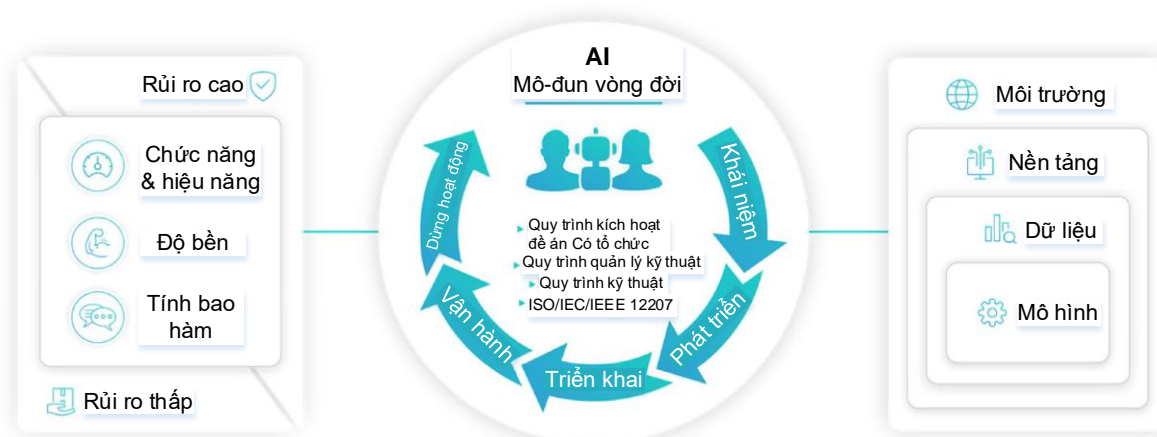 Rủi ro cao
Chức năng
& hiệu năng
Độ bền
Tính bao
hàm
Rủi ro thấp
AI
Mô-đun vòng đời
Khái niệm
Phát triển
Triển khai
Vận hành
Dừng hoạt động
Quy trình kích hoạt
đề án Có tổ chức
Quy trình quản lý kỹ thuật
Quy trình kỹ thuật
ISO/IEC/IEEE 12207
Môi trường
Nền tảng
Dữ liệu
Mô hình